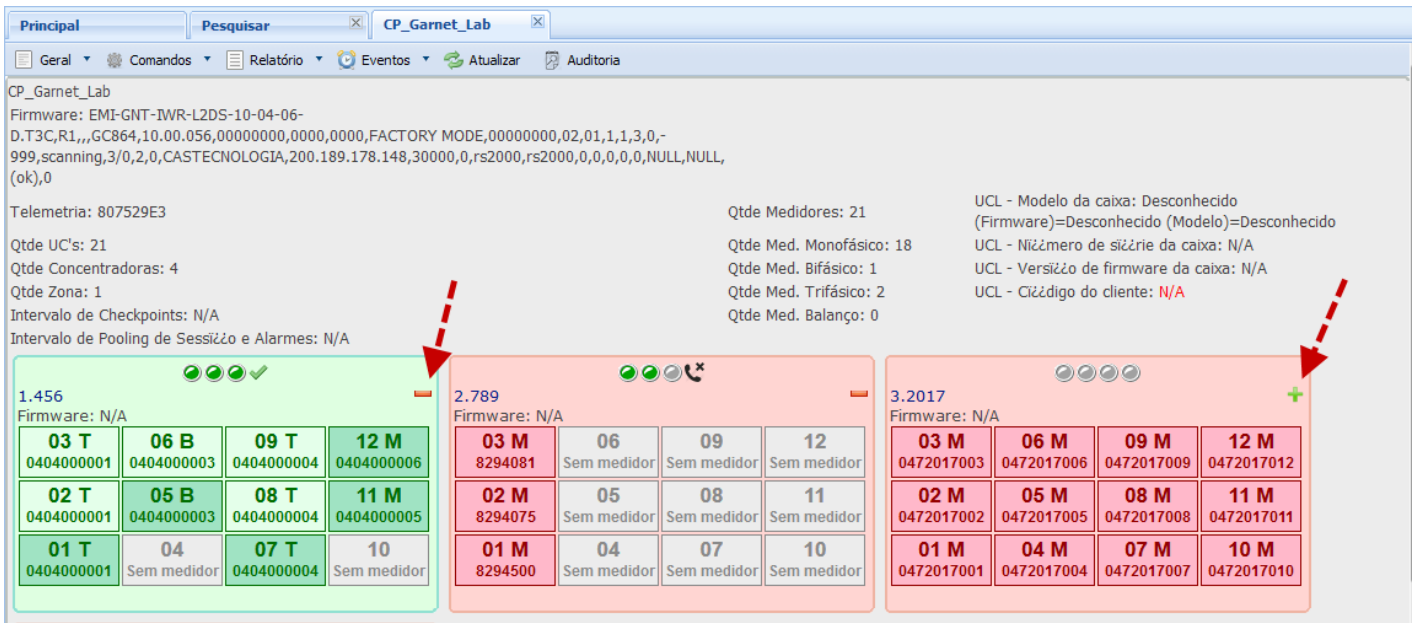 Principal Pesquisar CP_Garnet_Lab
Geral Comandos Relatório Eventos Atualizar Auditoria
CP_Garnet_Lab
Firmware: EMI-GNT-IWR-L2DS-10-04-06-
D.T3C,R1,,,GC864,10.00.056,00000000,0000,0000,FACTORY MODE,00000000,02,01,1,1,3,0,-
999,scanning,3/0,2,0,CASTECNOLOGIA,200.189.178.148,30000,0,rs2000,rs2000,0,0,0,0,0,NULL,NULL,
(ok),0
Telemetria: 807529E3
Qtde UC's: 21
Qtde Concentradoras: 4
Qtde Zona: 1
Intervalo de Checkpoints: N/A
Intervalo de Pooling de Sessï¿¿o e Alarmes: N/A
Qtde Medidores: 21
Qtde Med. Monofásico: 18
Qtde Med. Bifásico: 1
Qtde Med. Trifásico: 2
Qtde Med. Balanço: 0
UCL - Modelo da caixa: Desconhecido
(Firmware)=Desconhecido (Modelo)=Desconhecido
UCL - Nï¿¿mero de sï¿¿rie da caixa: N/A
UCL - Versï¿¿o de firmware da caixa: N/A
UCL - Cï¿¿digo do cliente: N/A
1.456
Firmware: N/A
03 T 06 B 09 T 12 M
0404000001 0404000003 0404000004 0404000006
02 T 05 B 08 T 11 M
0404000001 0404000003 0404000004 0404000005
01 T 04 07 T 10
0404000001 Sem medidor 0404000004 Sem medidor
2.789
Firmware: N/A
03 M 06 09 12
8294081 Sem medidor Sem medidor Sem medidor
02 M 05 08 11
8294075 Sem medidor Sem medidor Sem medidor
01 M 04 07 10
8294500 Sem medidor Sem medidor Sem medidor
3.2017
Firmware: N/A
03 M 06 M 09 M 12 M
0472017003 0472017006 0472017009 0472017012
02 M 05 M 08 M 11 M
0472017002 0472017005 0472017008 0472017011
01 M 04 M 07 M 10 M
0472017001 0472017004 0472017007 0472017010